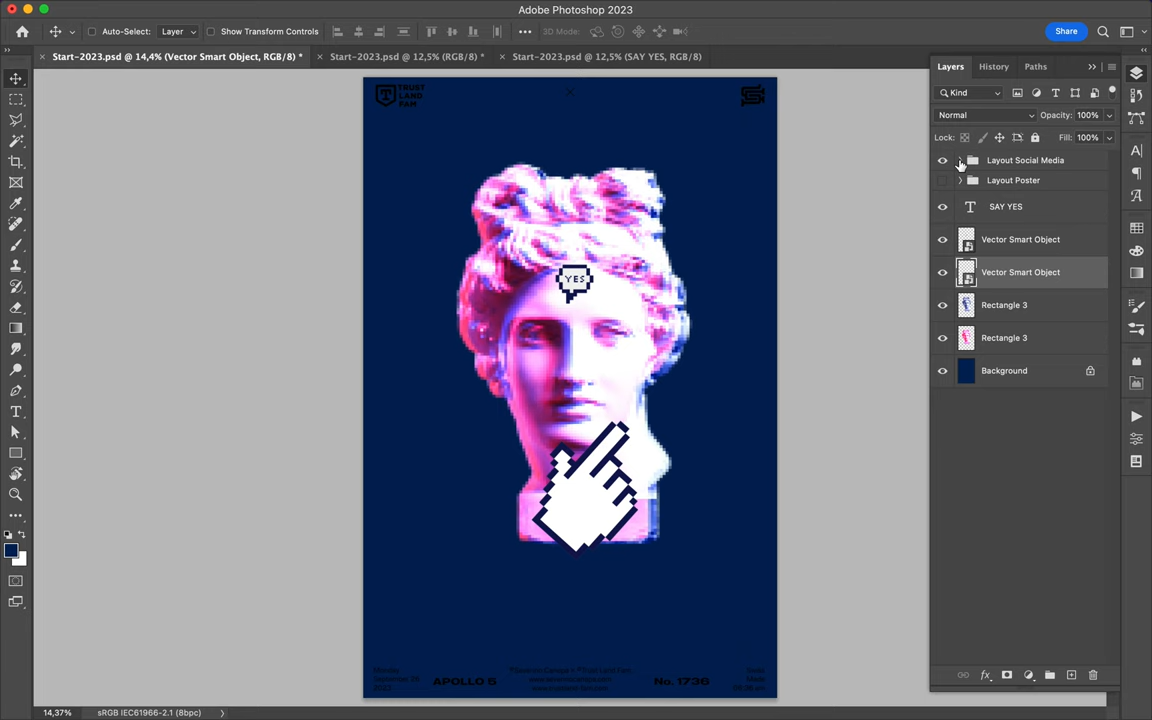 Adobe Photoshop 2023
Auto-Select: Layer Show Transform Controls 3D Mode: Share
Start-2023.psd @ 14,4% (Vector Smart Object, RGB/8) *
Start-2023.psd @ 12,5% (RGB/8) *
Start-2023.psd @ 12,5% (SAY YES, RGB/8)
Layers History Paths
Kind
Normal Opacity: 100%
Lock: Fill: 100%
Layout Social Media
Layout Poster
SAY YES
Vector Smart Object
Vector Smart Object
Rectangle 3
Rectangle 3
Background
TRUST
LAND
FAM
YES
APOLLO 5
No. 1736
14,37% sRGB IEC61966-2.1 (8bpc)